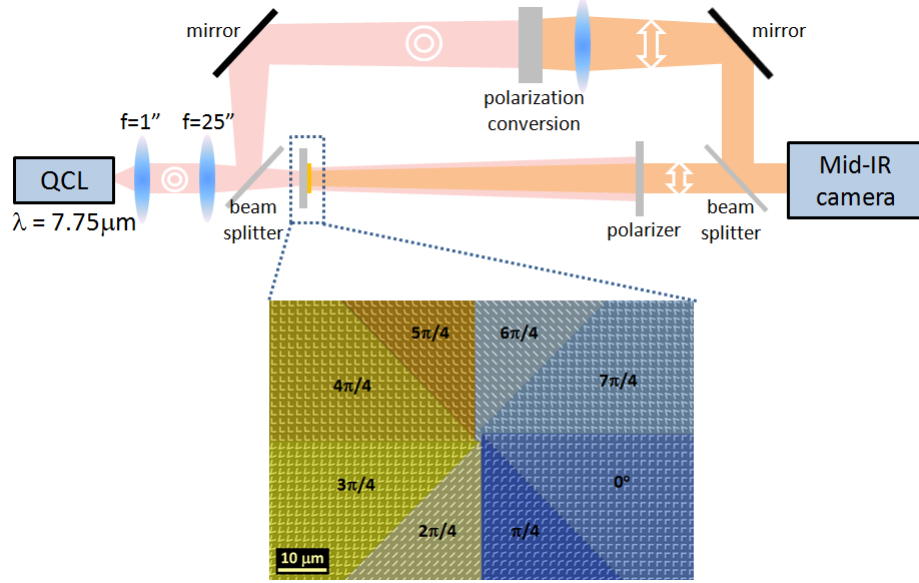 mirror
mirror
polarization
conversion
f=1”
f=25”
QCL
λ = 7.75μm
beam
splitter
polarizer
beam
splitter
Mid-IR
camera
5π/4
6π/4
4π/4
7π/4
3π/4
0°
2π/4
π/4
10 μm